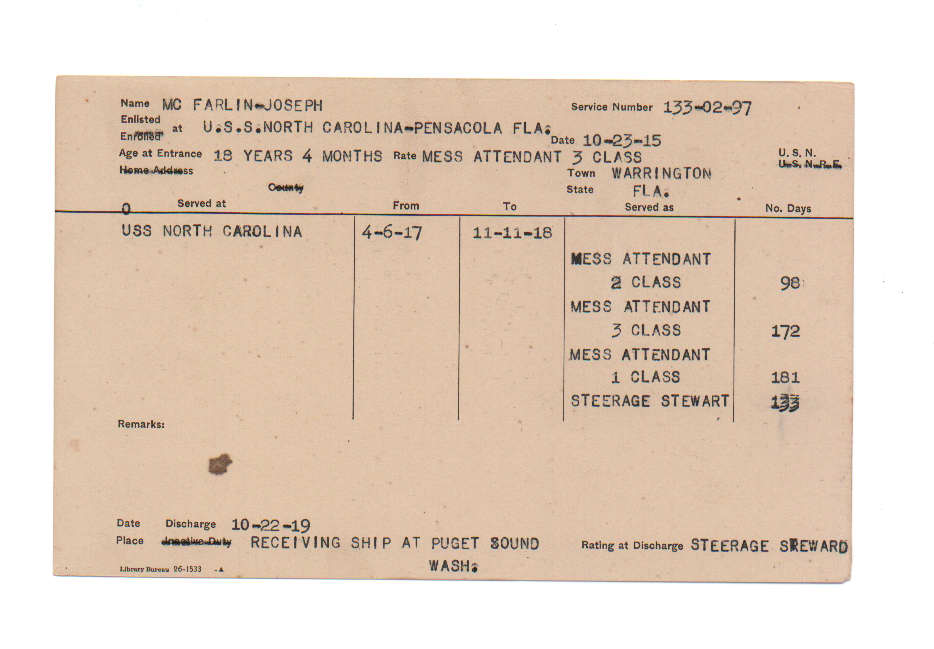 Name MC FARLIN-JOSEPH Service Number 133-02-97
Enlisted
Enrolled at U.S.S.NORTH CAROLINA-PENSACOLA FLA. Date 10-23-15
Age at Entrance 18 YEARS 4 MONTHS Rate MESS ATTENDANT 3 CLASS U.S.N.
Home Address Town WARRINGTON U.S.N.R.F.
County State FLA.
0 Served at From To Served as No. Days
USS NORTH CAROLINA 4-6-17 11-11-18
MESS ATTENDANT
2 CLASS 98
MESS ATTENDANT
3 CLASS 172
MESS ATTENDANT
1 CLASS 181
STEERAGE STEWART 133
Remarks:
Date Discharge 10-22-19
Place Inactive Duty RECEIVING SHIP AT PUGET SOUND Rating at Discharge STEERAGE STEWARD
WASH.
Library Bureau 26-1533 -A